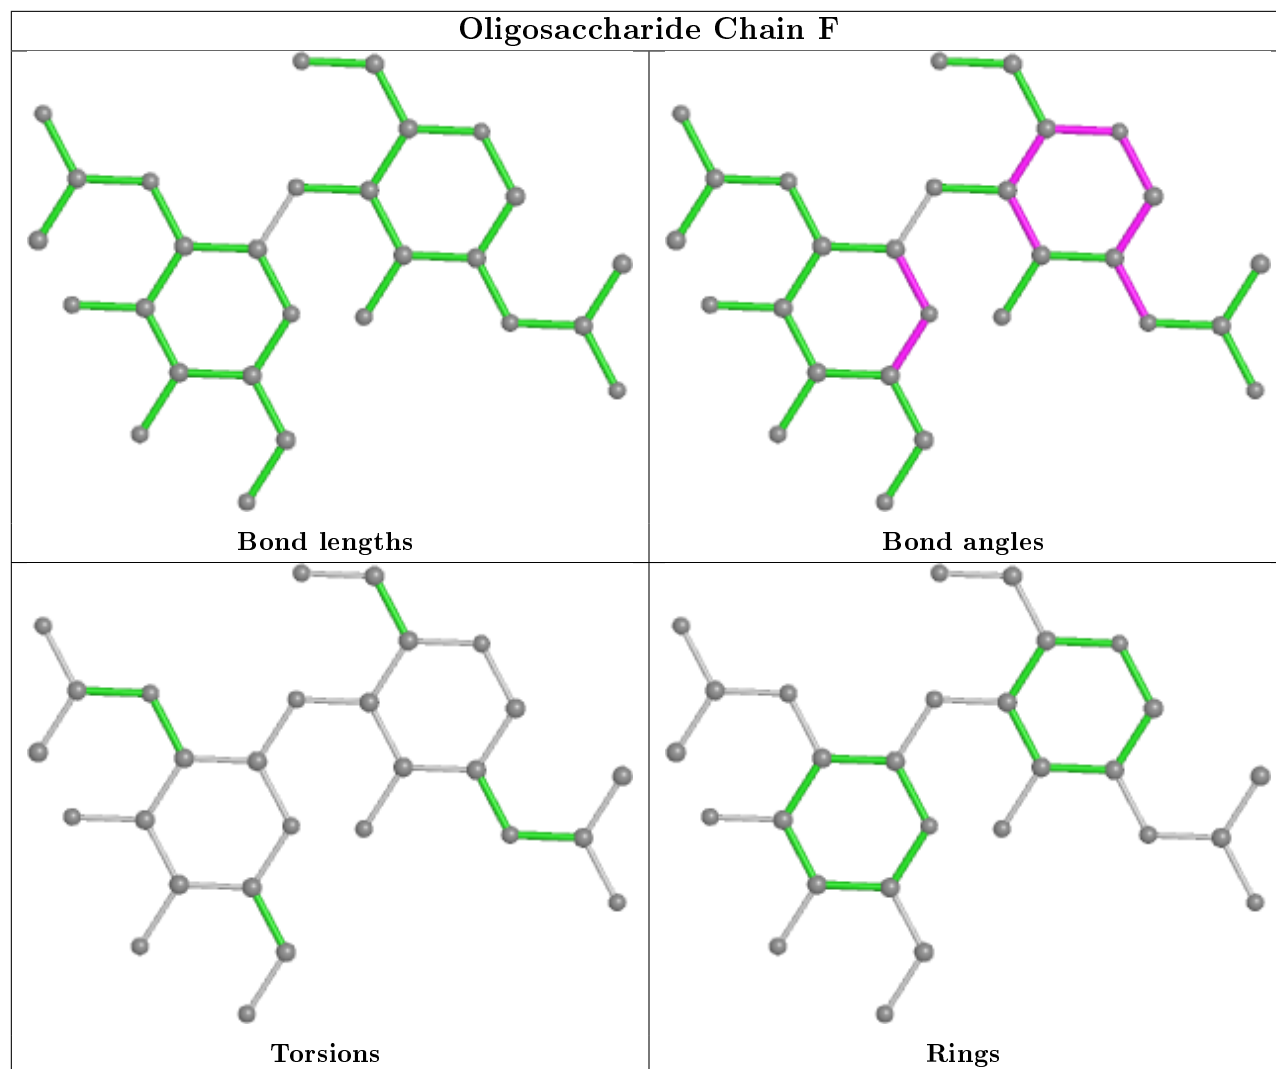 Oligosaccharide Chain F
Bond lengths
Bond angles
Torsions
Rings